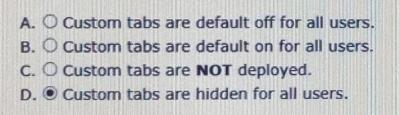 A. Custom tabs are default off for all users.
B. Custom tabs are default on for all users.
C. Custom tabs are NOT deployed.
D. Custom tabs are hidden for all users.